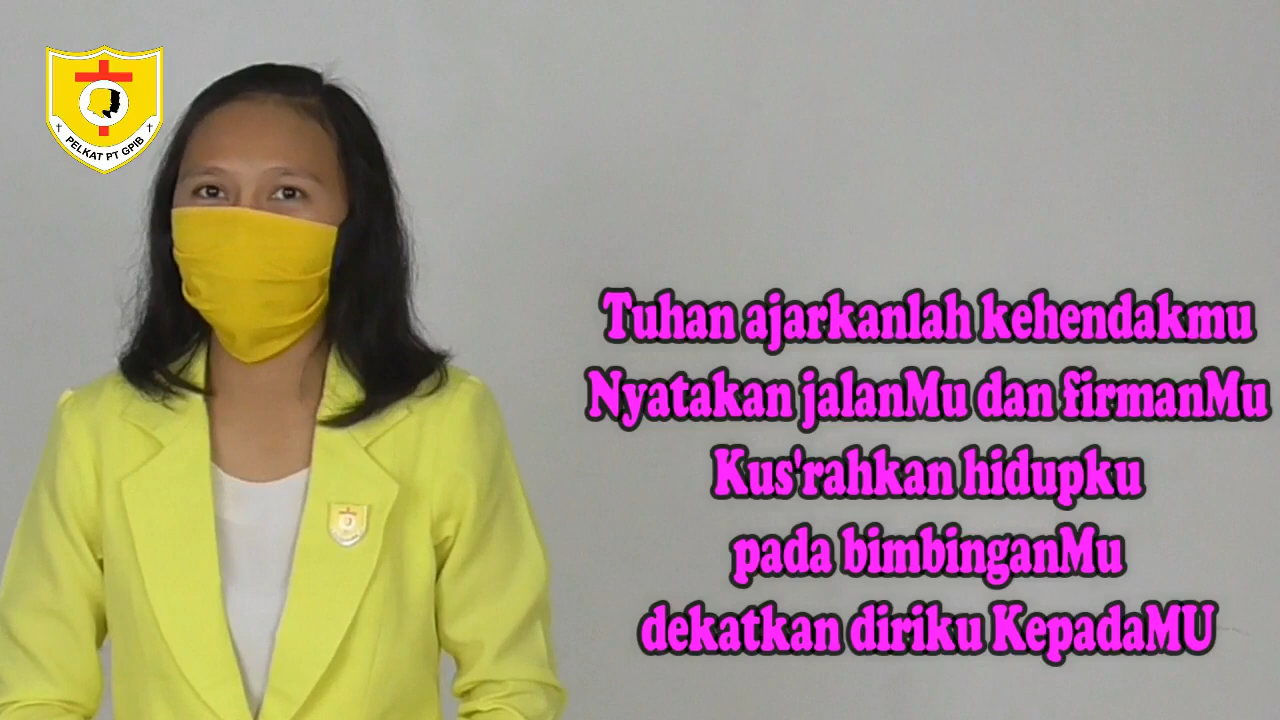 PELKAT PT GPIB
Tuhan ajarkanlah kehendakmu
Nyatakan jalanMu dan firmanMu
Kus'rahkan hidupku
pada bimbinganMu
dekatkan diriku KepadaMU